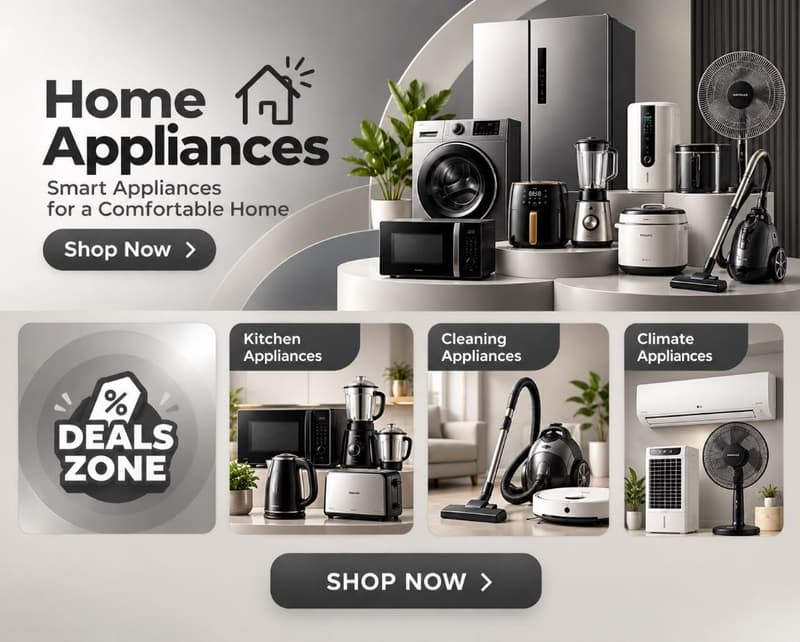 Home
Appliances
Smart Appliances
for a Comfortable Home
Shop Now
%
DEALS
ZONE
Kitchen
Appliances
Cleaning
Appliances
Climate
Appliances
SHOP NOW